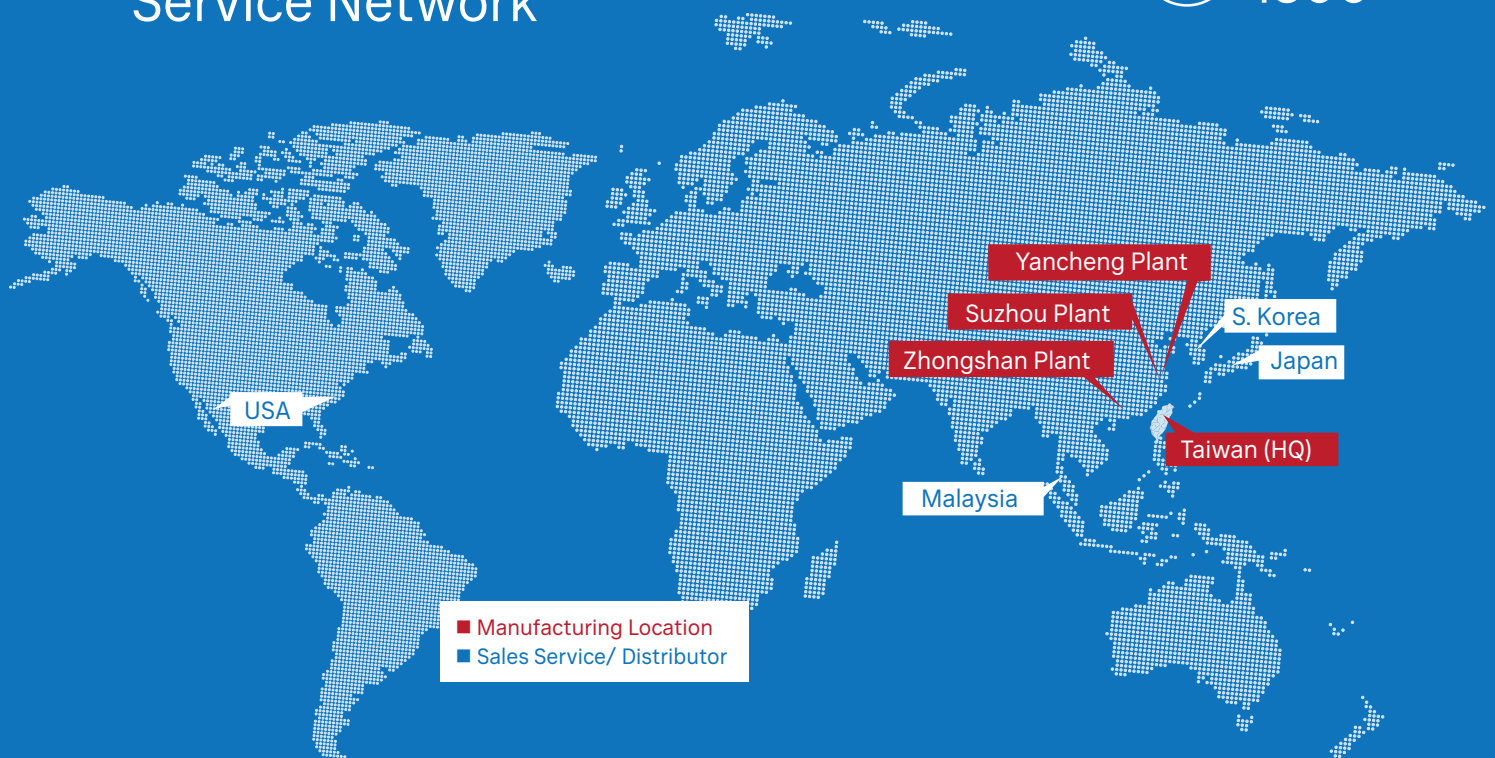 Service Network
Yancheng Plant
Suzhou Plant
S. Korea
Zhongshan Plant
Japan
USA
Taiwan (HQ)
Malaysia
Manufacturing Location
Sales Service/ Distributor